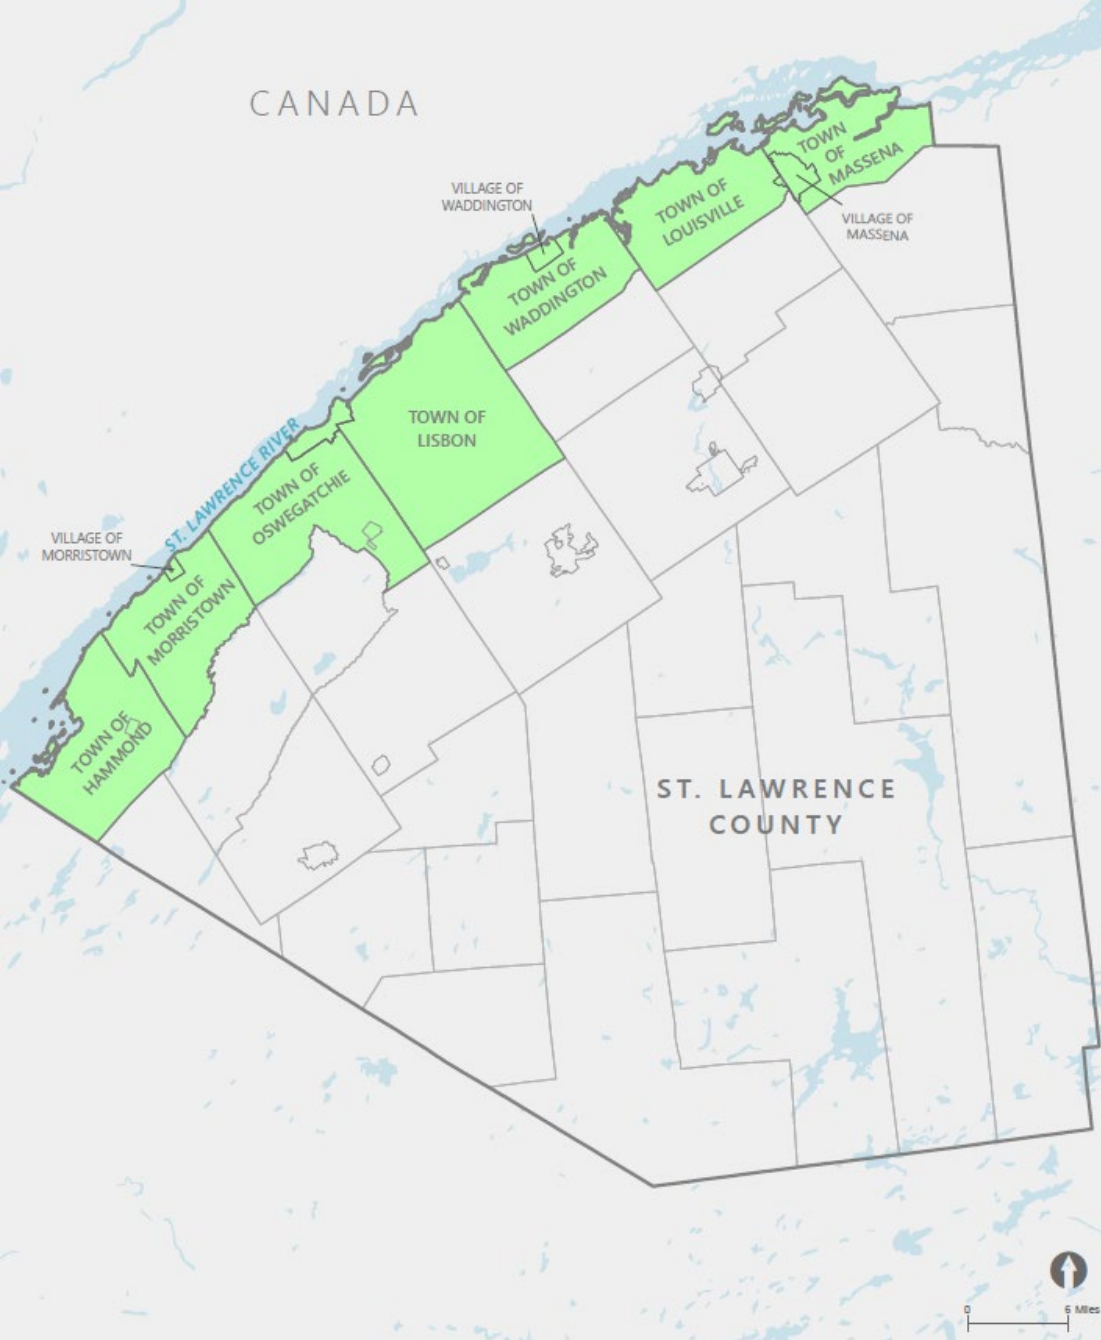 CANADA
VILLAGE OF
WADDINGTON
TOWN
OF
MASSENA
TOWN OF
LOUISVILLE
VILLAGE OF
MASSENA
TOWN OF
WADDINGTON
TOWN OF
LISBON
ST. LAWRENCE RIVER
TOWN OF
OSWEGATCHIE
VILLAGE OF
MORRISTOWN
TOWN OF
MORRISTOWN
TOWN OF
HAMMOND
ST. LAWRENCE
COUNTY
0 6 Miles